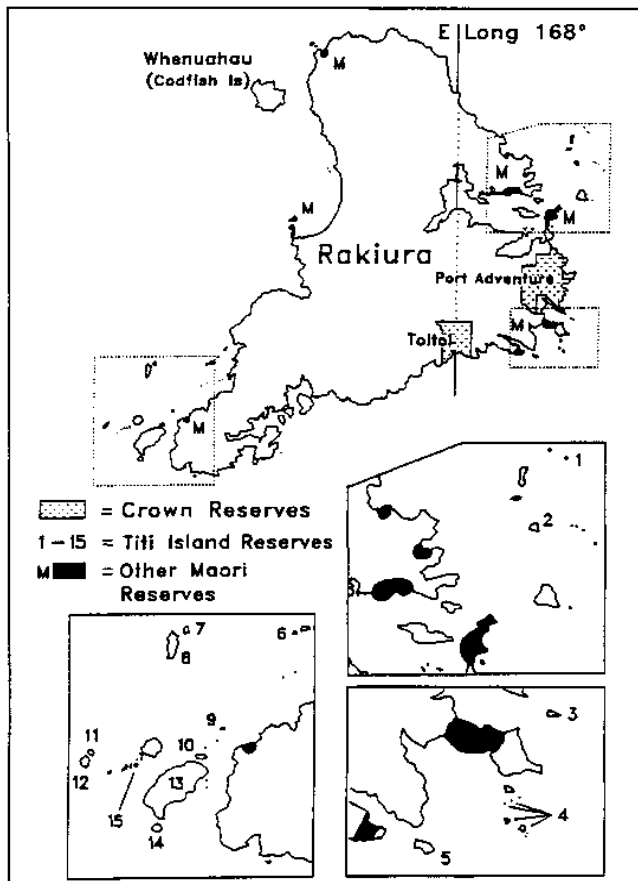 E Long 168°
Whenuahau
(Codfish Is)
M
M
M
M
Rakiura
Port Adventure
M
Toitoi
M
= Crown Reserves
1-15 = Titi Island Reserves
M = Other Maori
Reserves
1
2
7
6
8
9
11
10
12
13
15
14
3
4
5